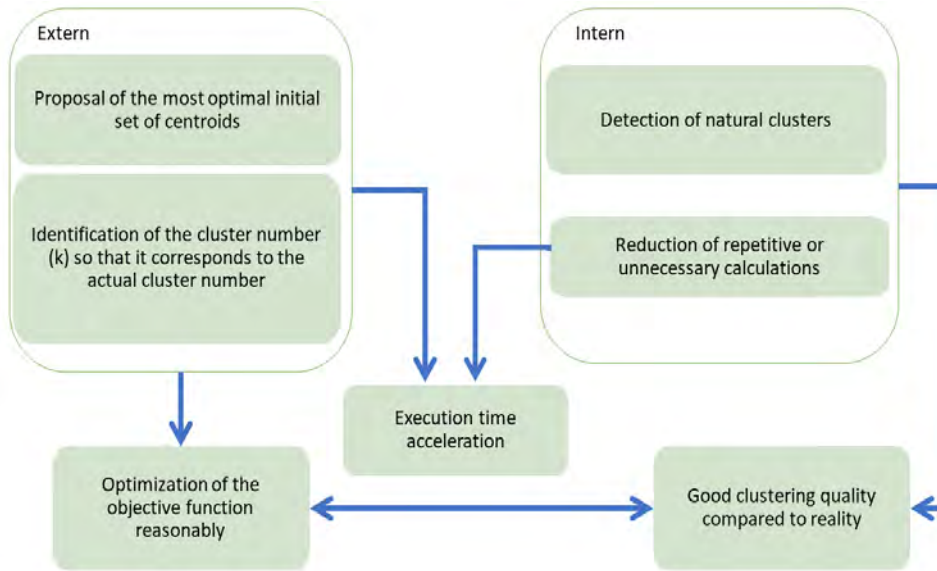 Extern
Proposal of the most optimal initial
set of centroids
Identification of the cluster number
(k) so that it corresponds to the
actual cluster number
Intern
Detection of natural clusters
Reduction of repetitive or
unnecessary calculations
Execution time
acceleration
Optimization of the
objective function
reasonably
Good clustering quality
compared to reality